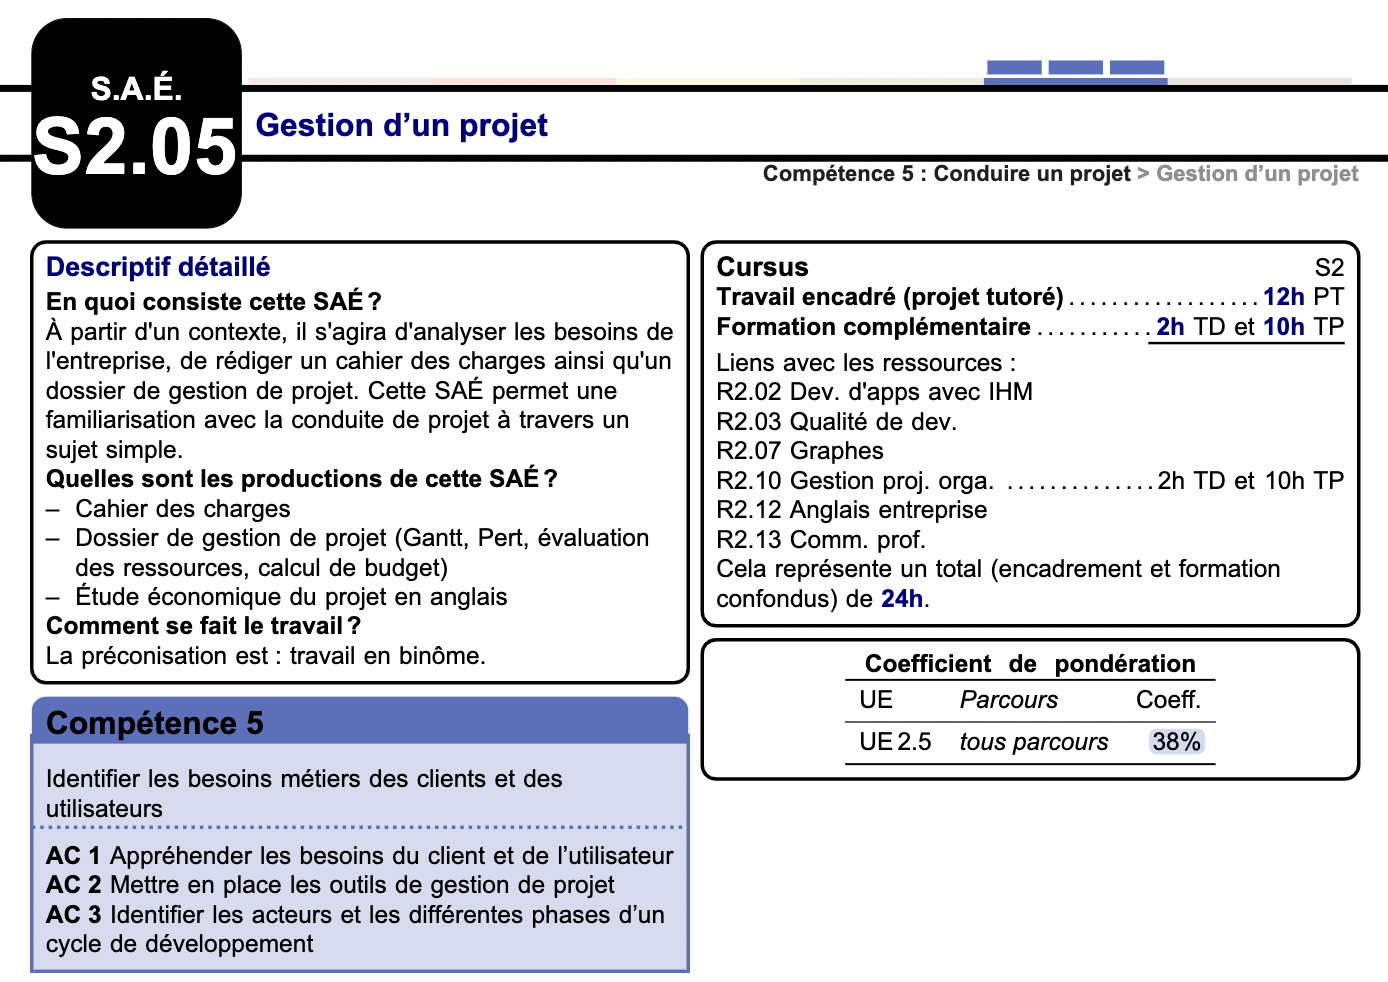 S.A.É.
S2.05
Gestion d’un projet
Compétence 5 : Conduire un projet > Gestion d’un projet
Descriptif détaillé
En quoi consiste cette SAÉ ?
À partir d'un contexte, il s'agira d'analyser les besoins de
l'entreprise, de rédiger un cahier des charges ainsi qu'un
dossier de gestion de projet. Cette SAÉ permet une
familiarisation avec la conduite de projet à travers un
sujet simple.
Quelles sont les productions de cette SAÉ ?
– Cahier des charges
– Dossier de gestion de projet (Gantt, Pert, évaluation
des ressources, calcul de budget)
– Étude économique du projet en anglais
Comment se fait le travail ?
La préconisation est : travail en binôme.
Compétence 5
Identifier les besoins métiers des clients et des
utilisateurs
AC 1 Appréhender les besoins du client et de l’utilisateur
AC 2 Mettre en place les outils de gestion de projet
AC 3 Identifier les acteurs et les différentes phases d’un
cycle de développement
Cursus S2
Travail encadré (projet tutoré) . . . . . . . . . . . . . . . . . . 12h PT
Formation complémentaire . . . . . . . . . . . 2h TD et 10h TP
Liens avec les ressources :
R2.02 Dev. d'apps avec IHM
R2.03 Qualité de dev.
R2.07 Graphes
R2.10 Gestion proj. orga. . . . . . . . . . . . . . . 2h TD et 10h TP
R2.12 Anglais entreprise
R2.13 Comm. prof.
Cela représente un total (encadrement et formation
confondus) de 24h.
Coefficient de pondération
UE Parcours Coeff.
UE 2.5 tous parcours 38%